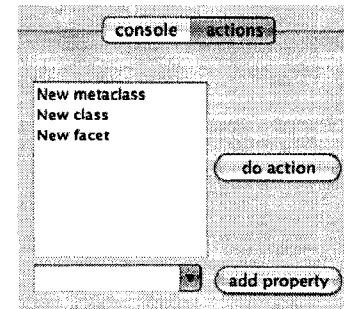 console actions
New metaclass
New class
New facet
do action
add property